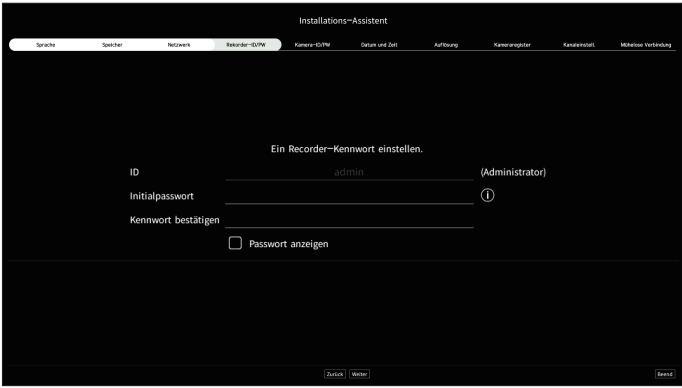 Installations-Assistent
Sprache Speicher Netzwerk Rekorder-ID/PW Kamera-ID/PW Datum und Zeit Auflösung Kameraregister Kanaleinstell. Mühelose Verbindung
Ein Recorder-Kennwort einstellen.
ID admin (Administrator)
Initialpasswort
Kennwort bestätigen
Passwort anzeigen
Zurück Weiter Beend